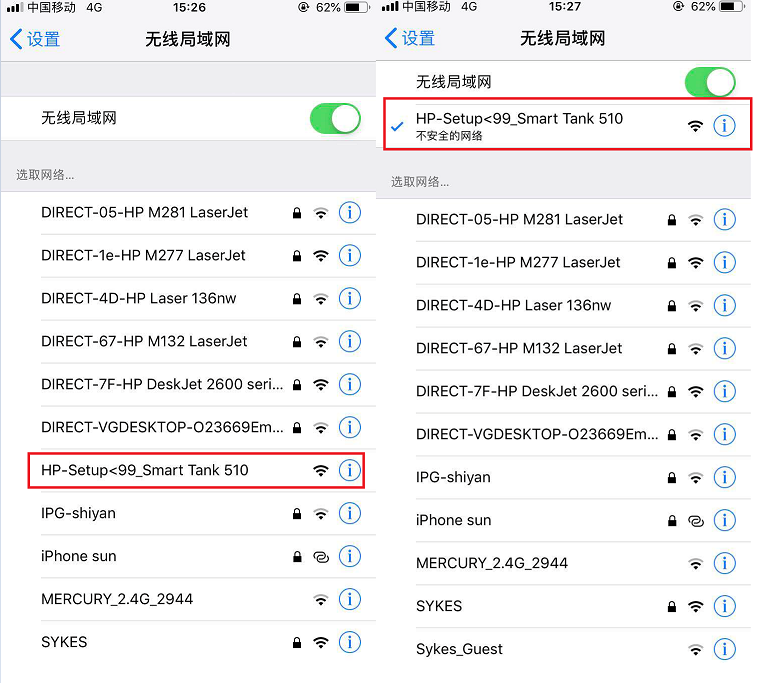 中国移动 4G 15:26 62%
设置 无线局域网
无线局域网
选取网络...
DIRECT-05-HP M281 LaserJet
DIRECT-1e-HP M277 LaserJet
DIRECT-4D-HP Laser 136nw
DIRECT-67-HP M132 LaserJet
DIRECT-7F-HP DeskJet 2600 seri...
DIRECT-VGDESKTOP-O23669Em...
HP-Setup<99_Smart Tank 510
IPG-shiyan
iPhone sun
MERCURY_2.4G_2944
SYKES
中国移动 4G 15:27 62%
设置 无线局域网
无线局域网
HP-Setup<99_Smart Tank 510
不安全的网络
选取网络...
DIRECT-05-HP M281 LaserJet
DIRECT-1e-HP M277 LaserJet
DIRECT-4D-HP Laser 136nw
DIRECT-67-HP M132 LaserJet
DIRECT-7F-HP DeskJet 2600 seri...
DIRECT-VGDESKTOP-O23669Em...
IPG-shiyan
iPhone sun
MERCURY_2.4G_2944
SYKES
Sykes_Guest